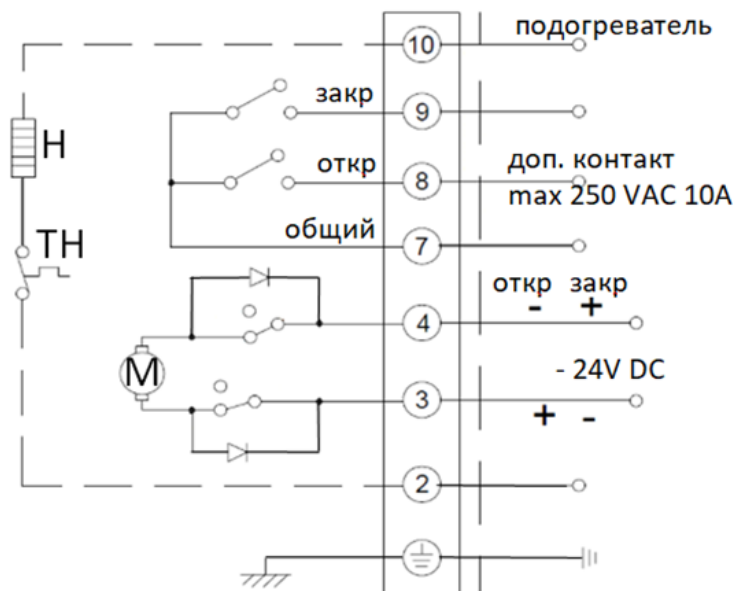 подогреватель
10
закр
9
H
откр
8
доп. контакт
max 250 VAC 10A
общий
7
TH
откр закр
- +
4
M
- 24V DC
3
+ -
2